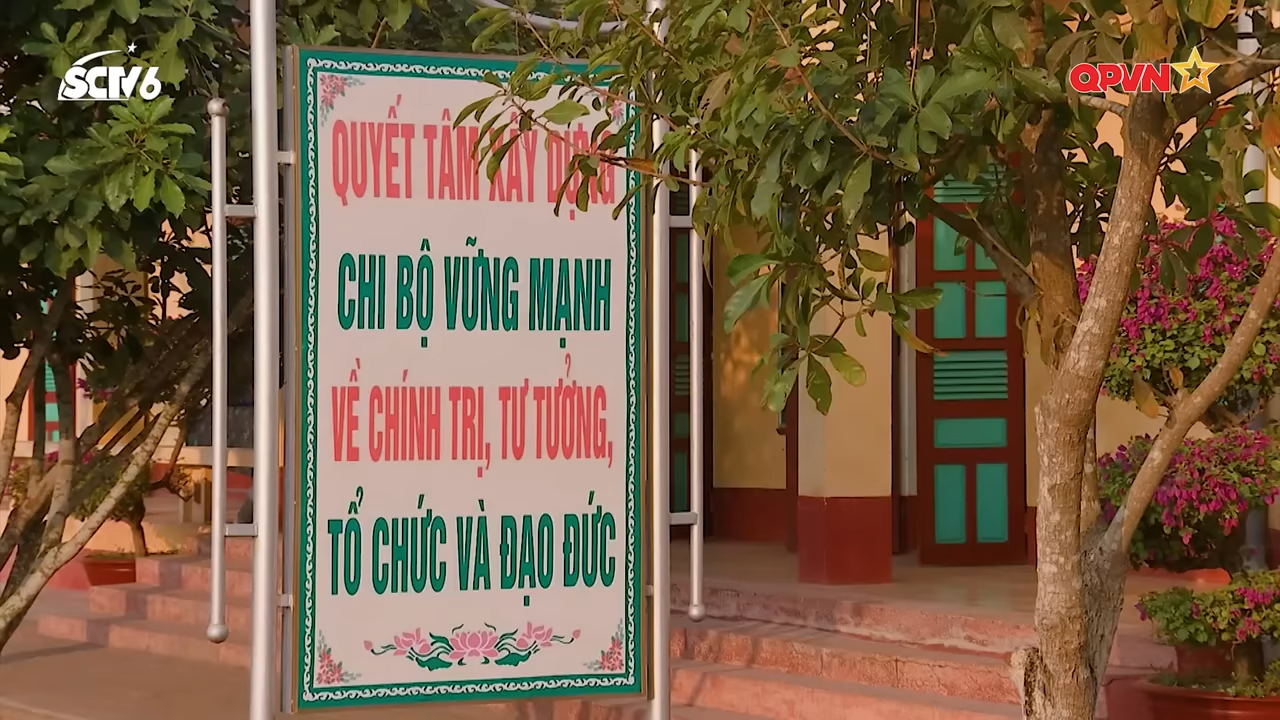 SCTV6
QPVN
QUYẾT TÂM XÂY DỰNG
CHI BỘ VỮNG MẠNH
VỀ CHÍNH TRỊ, TƯ TƯỞNG,
TỔ CHỨC VÀ ĐẠO ĐỨC